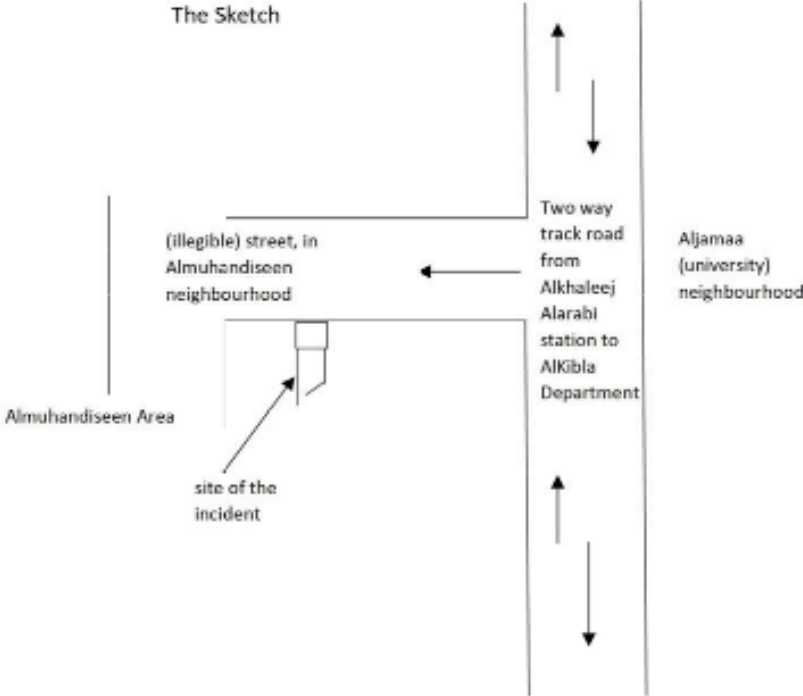 The Sketch
(illegible) street, in
Almuhandiseen
neighbourhood
Two way
track road
from
Alkhaleej
Alarabi
station to
AlKibla
Department
Aljamaa
(university)
neighbourhood
Almuhandiseen Area
site of the
incident